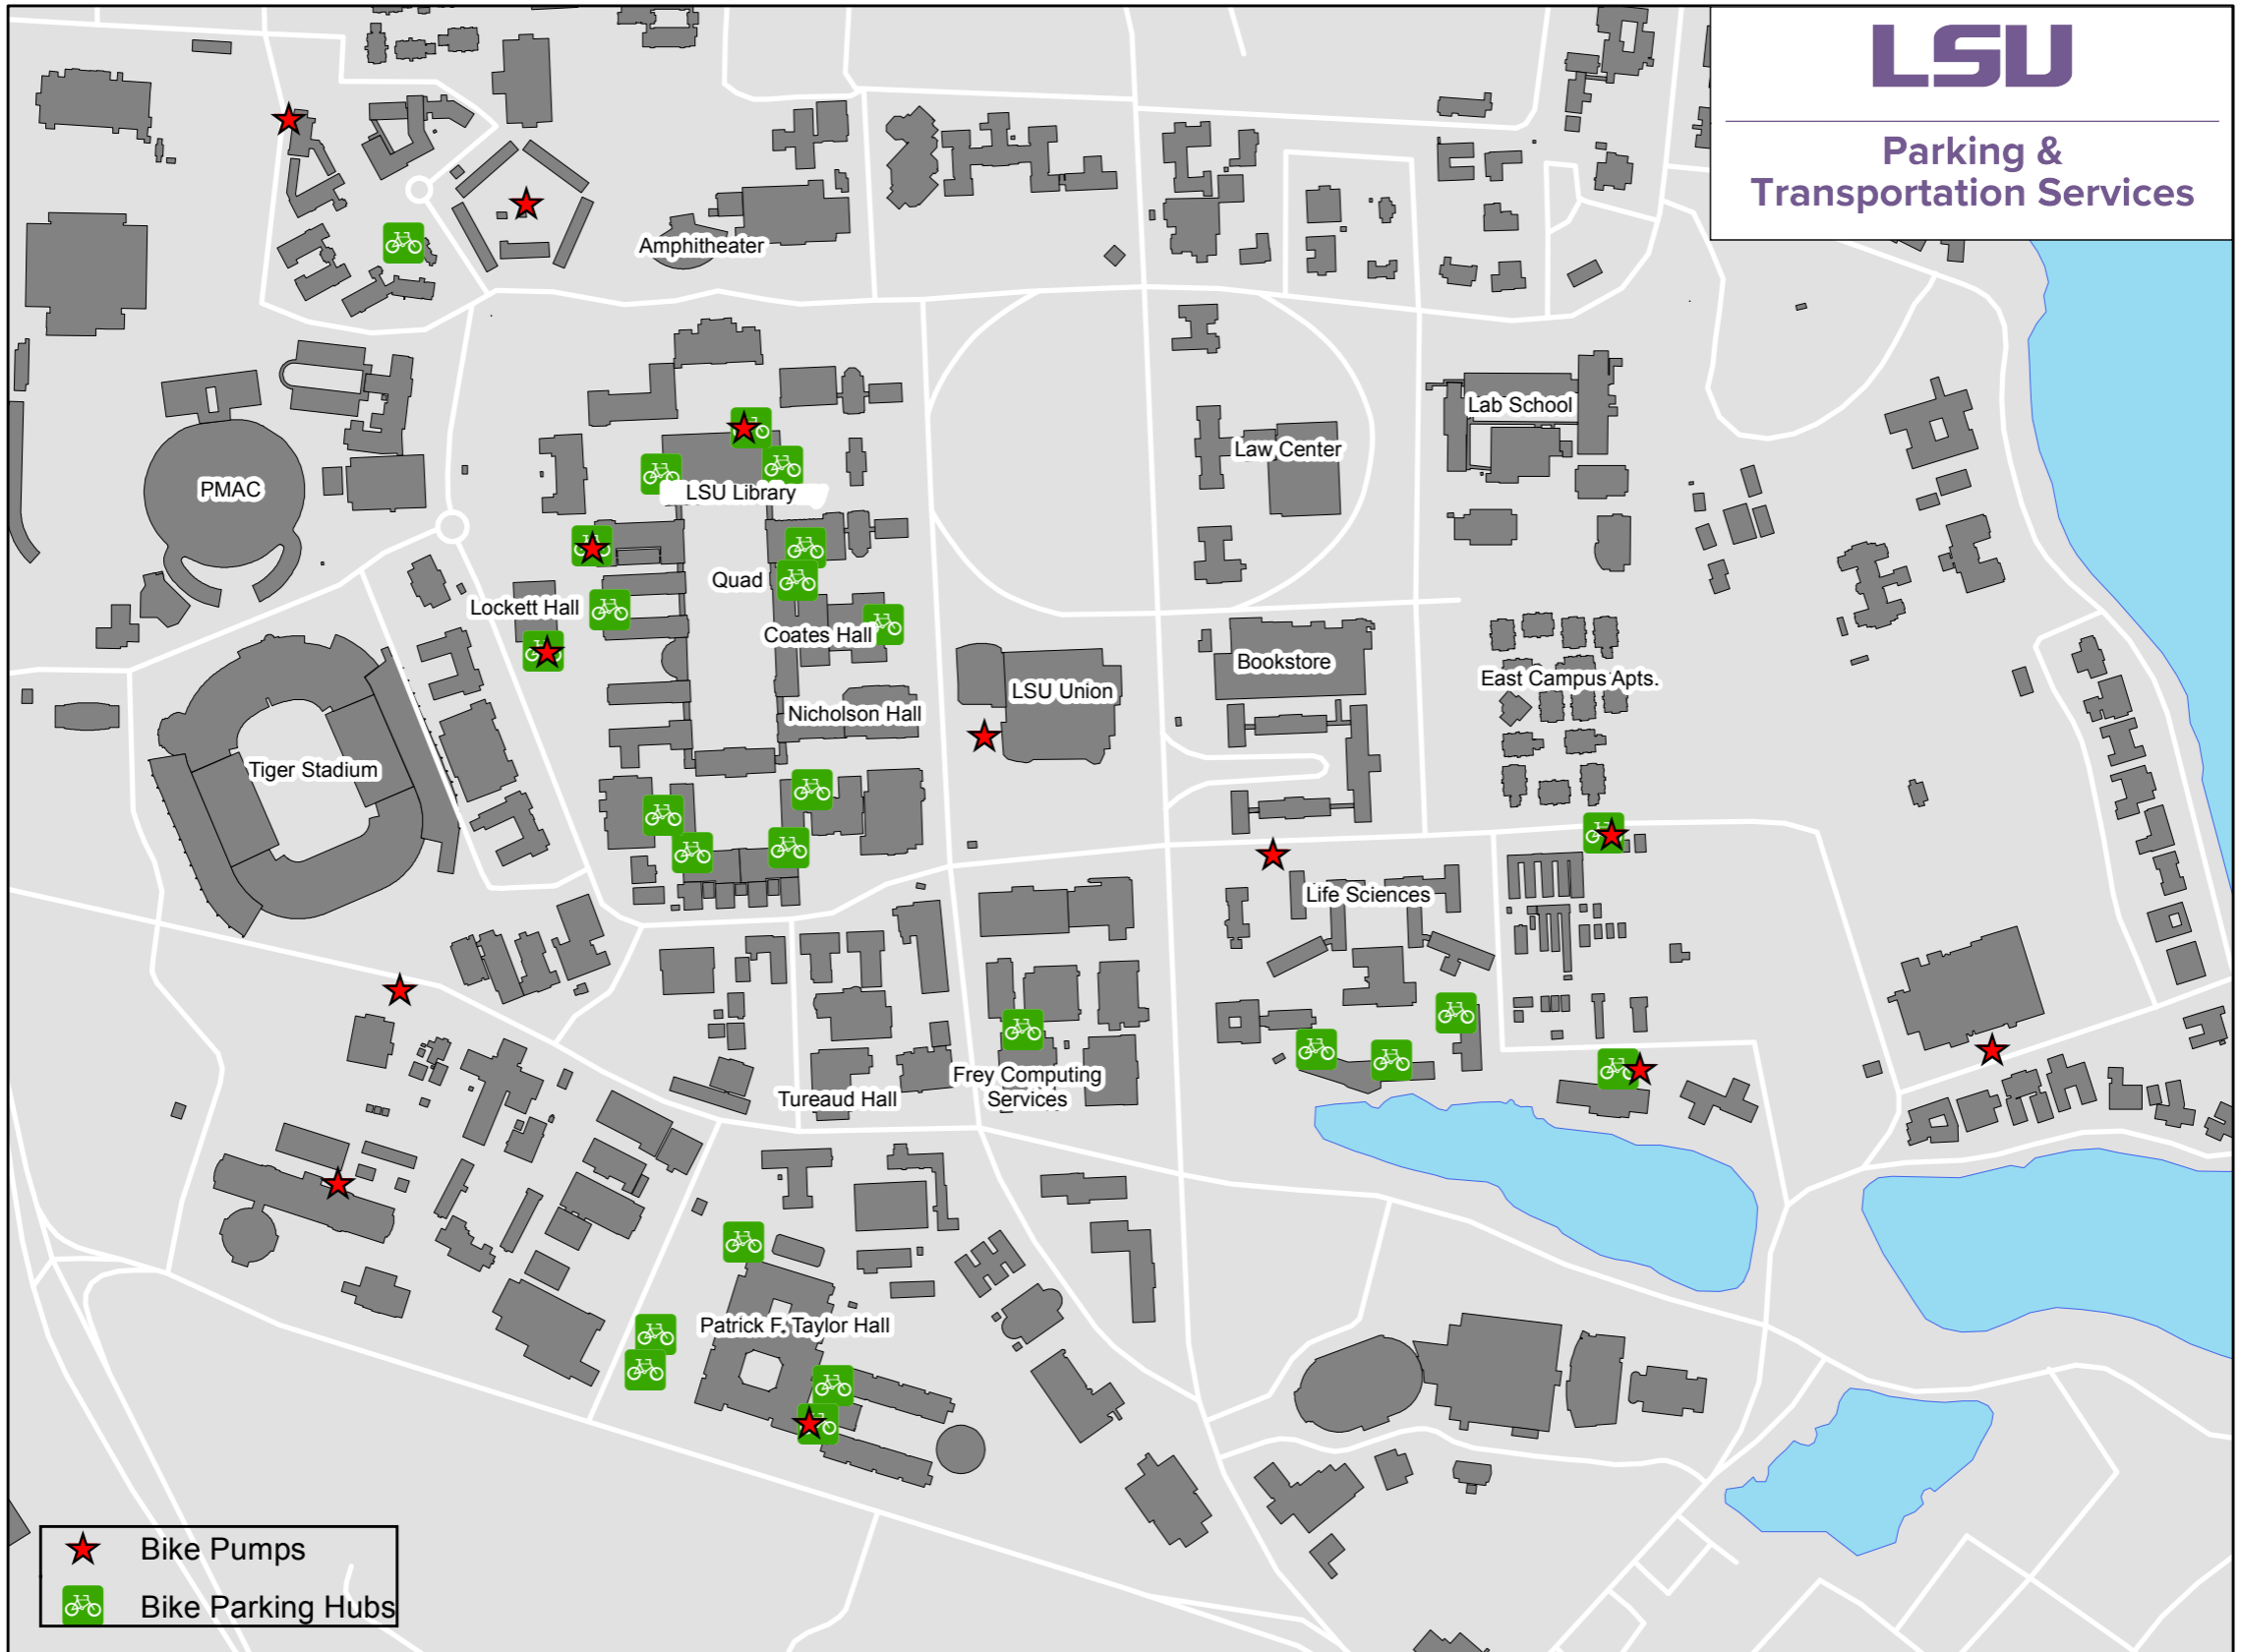 LSU
Parking &
Transportation Services
Amphitheater
Lab School
Law Center
PMAC
LSU Library
Quad
Lockett Hall
Coates Hall
Bookstore
East Campus Apts.
LSU Union
Nicholson Hall
Tiger Stadium
Life Sciences
Frey Computing
Services
Tureaud Hall
Patrick F. Taylor Hall
Bike Pumps
Bike Parking Hubs